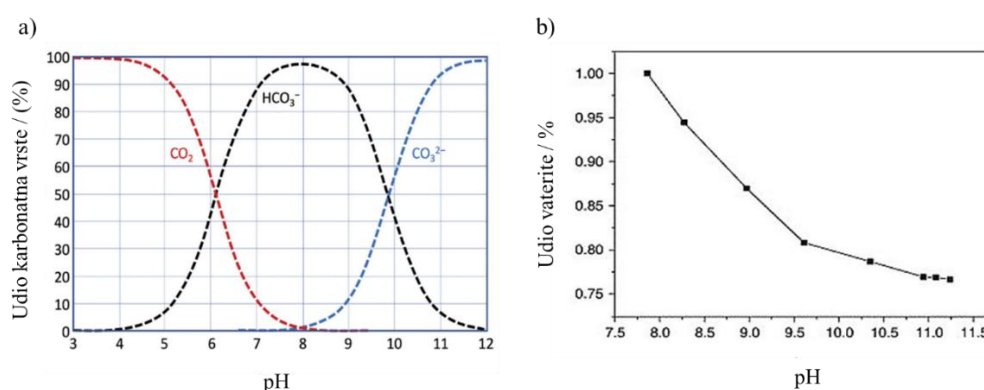 a)
Udio karbonatna vrste / (%)
100
90
80
70
60
50
40
30
20
10
0
CO₂
HCO₃⁻
CO₃²⁻
3 4 5 6 7 8 9 10 11 12
pH
b)
Udio vaterite / %
1.00
0.95
0.90
0.85
0.80
0.75
7.5 8.0 8.5 9.0 9.5 10.0 10.5 11.0 11.5
pH